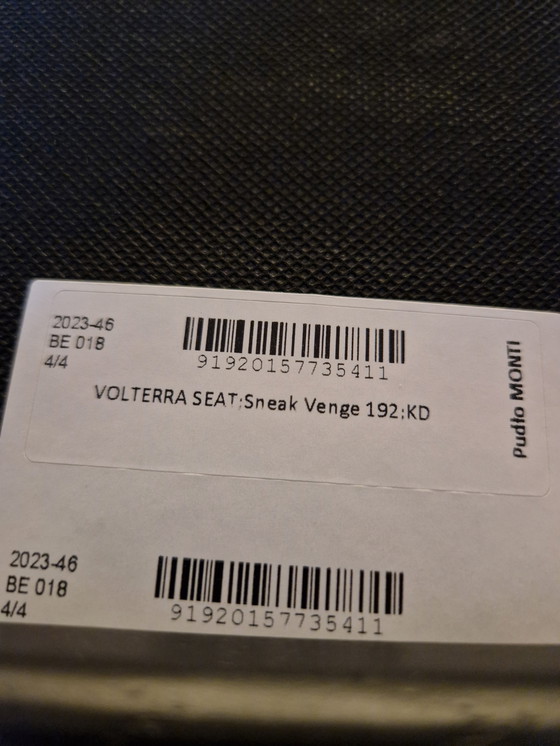 2023-46
BE 018
4/4
91920157735411
VOLTERRA SEAT;Sneak Venge 192;KD
Pudło MONTI
2023-46
BE 018
4/4
91920157735411